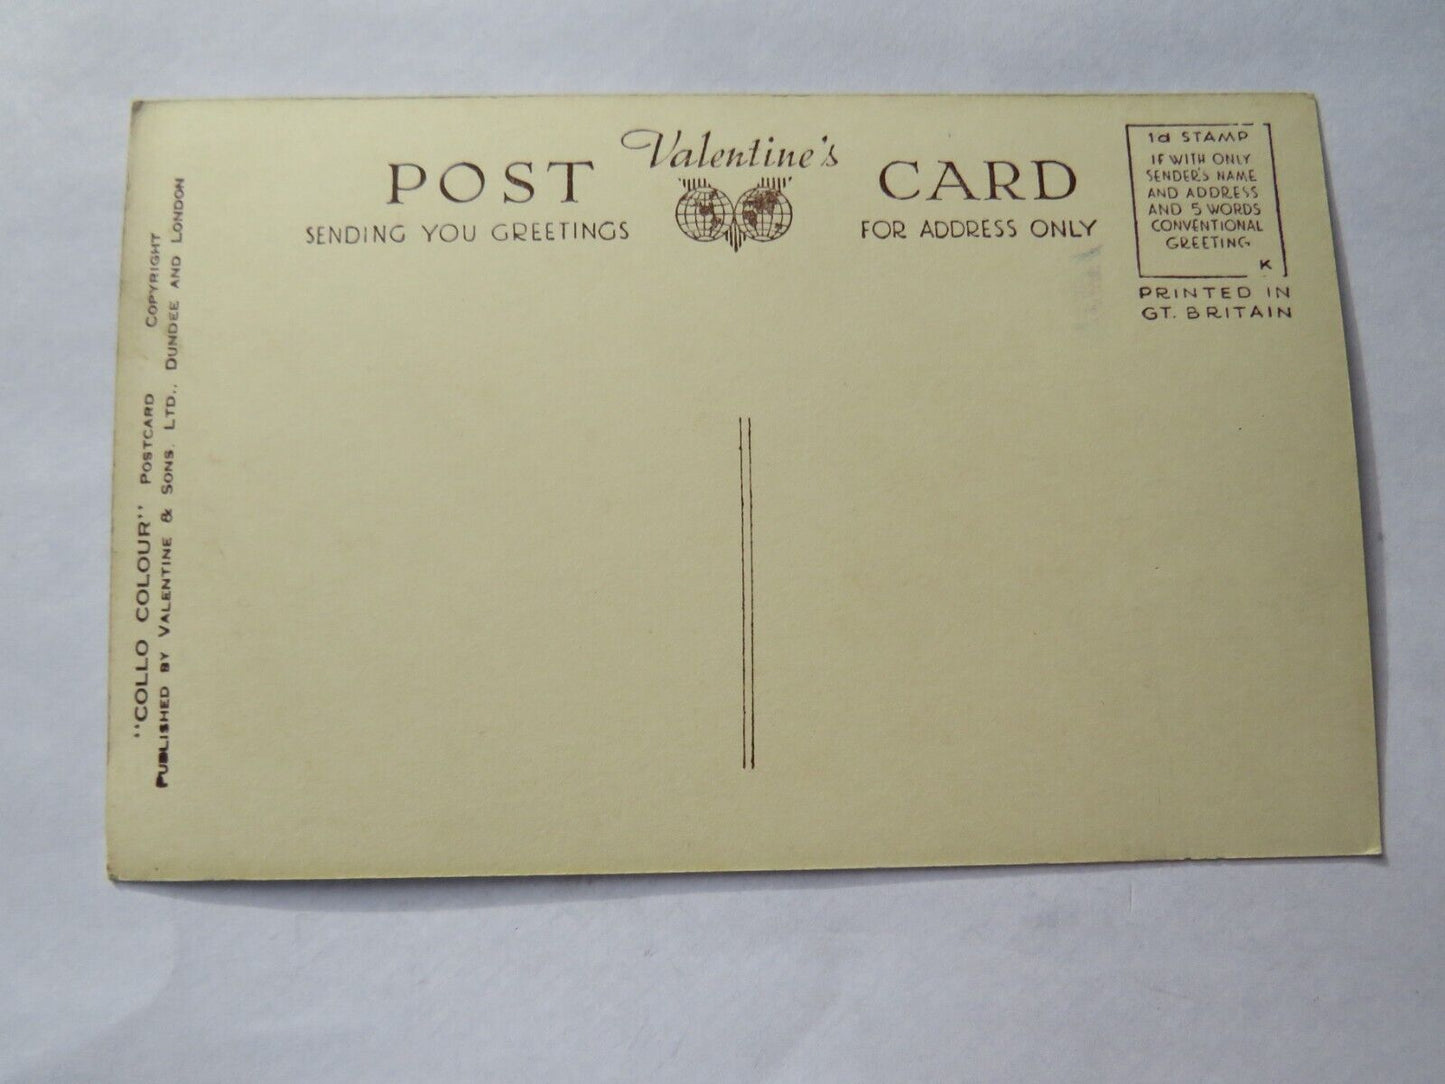 Valentine's
POST CARD
SENDING YOU GREETINGS
FOR ADDRESS ONLY
1d STAMP
IF WITH ONLY
SENDER'S NAME
AND ADDRESS
AND 5 WORDS
CONVENTIONAL
GREETING
K
PRINTED IN
GT. BRITAIN
"COLLO COLOUR" POSTCARD COPYRIGHT
PUBLISHED BY VALENTINE & SONS. LTD., DUNDEE AND LONDON